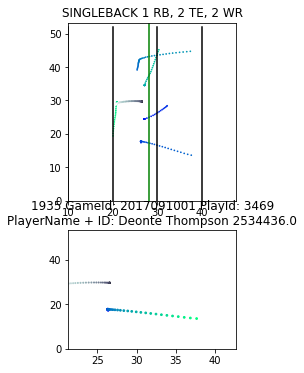 SINGLEBACK 1 RB, 2 TE, 2 WR
50
40
30
20
10
0
10 20 30 40
1935 GameId: 2017091001 PlayId: 3469
PlayerName + ID: Deonte Thompson 2534436.0
40
20
0
25 30 35 40